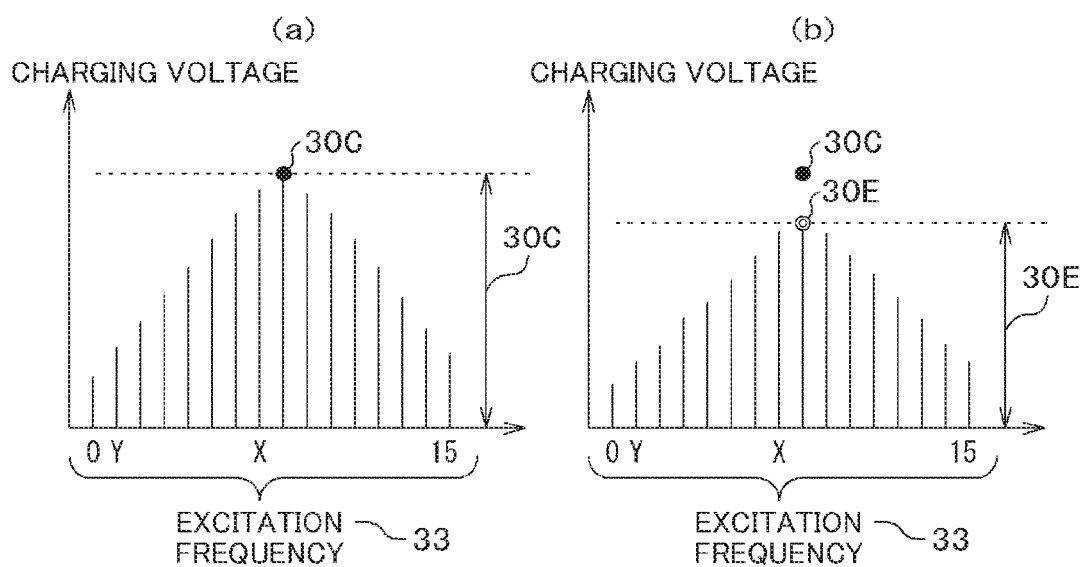 (a)
CHARGING VOLTAGE
30C
30C
0 Y X 15
EXCITATION
FREQUENCY
33
(b)
CHARGING VOLTAGE
30C
30E
30E
0 Y X 15
EXCITATION
FREQUENCY
33